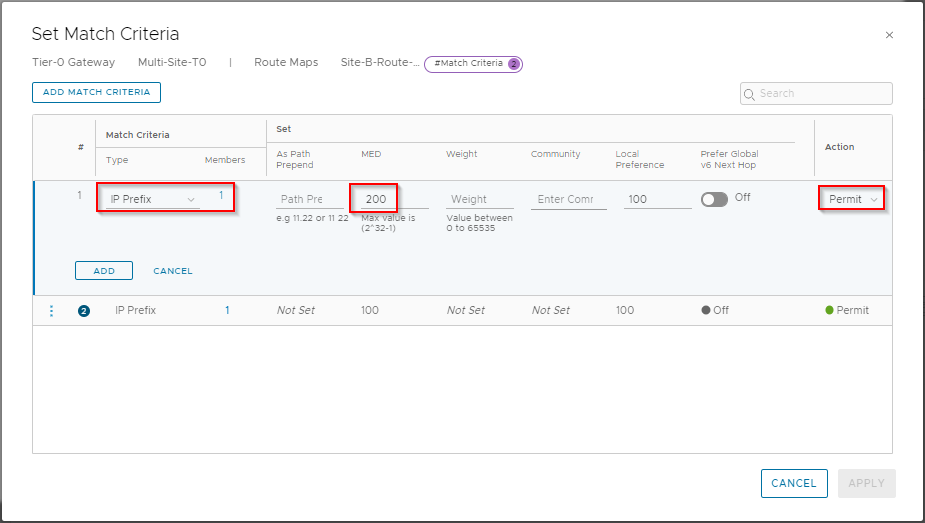 Set Match Criteria
×
Tier-0 Gateway Multi-Site-T0 | Route Maps Site-B-Route-... #Match Criteria 2
ADD MATCH CRITERIA
Search
# Match Criteria Set Action
Type Members As Path Prepend MED Weight Community Local Preference Prefer Global v6 Next Hop
1 IP Prefix 1 Path Pre 200 Weight Enter Comr 100 Off Permit
e.g 11.22 or 11 22 Max value is (2^32-1) Value between 0 to 65535
ADD CANCEL
2 IP Prefix 1 Not Set 100 Not Set Not Set 100 Off Permit
CANCEL APPLY